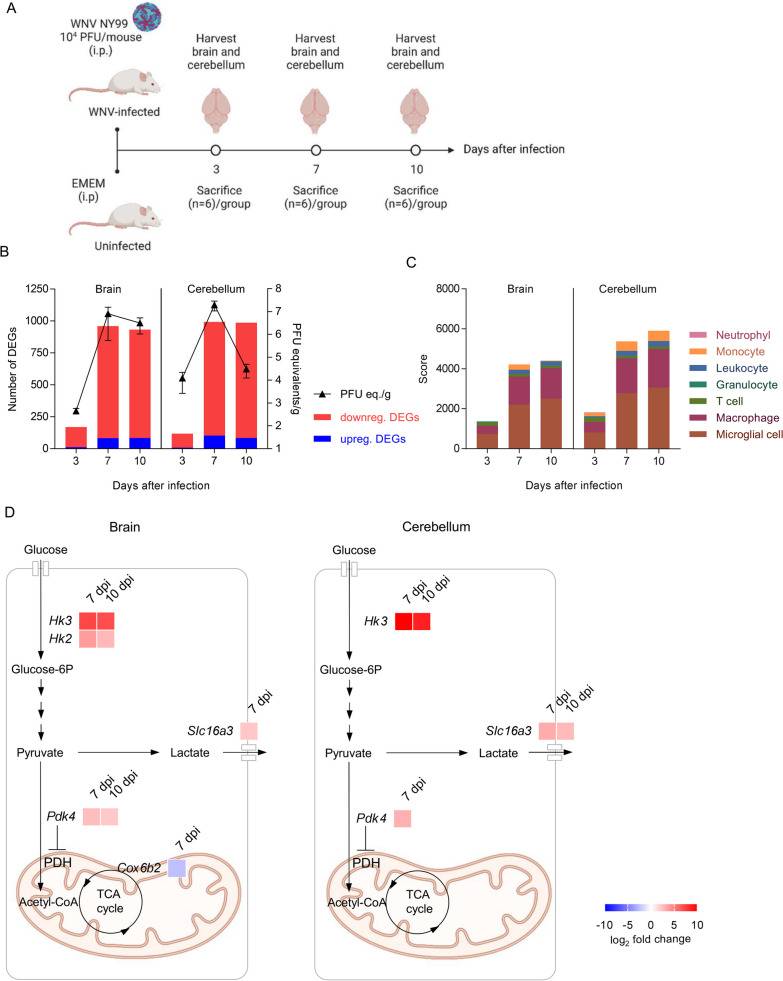 A
WNV NY99
10⁴ PFU/mouse
(i.p.)
WNV-infected
Harvest
brain and
cerebellum
Harvest
brain and
cerebellum
Harvest
brain and
cerebellum
Days after infection
3
7
10
Sacrifice
(n=6)/group
Sacrifice
(n=6)/group
Sacrifice
(n=6)/group
EMEM
(i.p)
Uninfected
B
Brain
Cerebellum
Number of DEGs
1250
1000
750
500
250
0
8
7
6
5
4
3
2
1
PFU equivalents/g
3
7
10
3
7
10
Days after infection
PFU eq./g
downreg. DEGs
upreg. DEGs
C
Brain
Cerebellum
Score
8000
6000
4000
2000
0
3
7
10
3
7
10
Days after infection
Neutrophyl
Monocyte
Leukocyte
Granulocyte
T cell
Macrophage
Microglial cell
D
Brain
Glucose
7 dpi
10 dpi
Hk3
Hk2
Glucose-6P
7 dpi
Slc16a3
Pyruvate
Lactate
7 dpi
10 dpi
Pdk4
7 dpi
PDH
Cox6b2
Acetyl-CoA
TCA
cycle
Cerebellum
Glucose
7 dpi
10 dpi
Hk3
Glucose-6P
7 dpi
10 dpi
Slc16a3
Pyruvate
Lactate
7 dpi
Pdk4
PDH
Acetyl-CoA
TCA
cycle
-10
-5
0
5
10
log₂ fold change